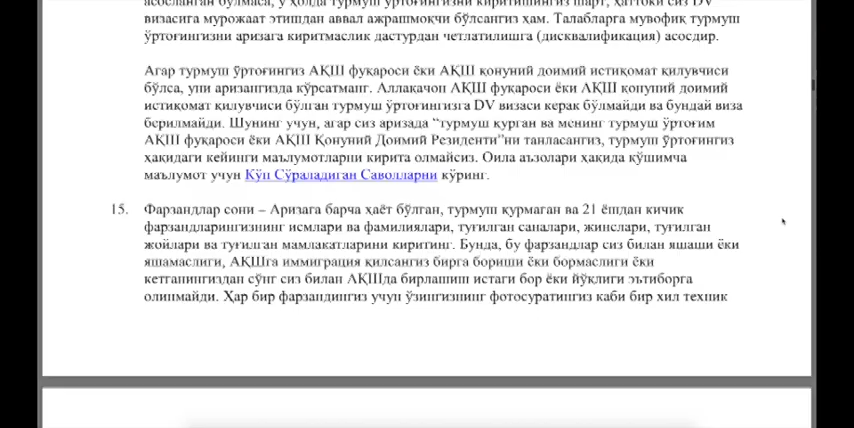 асосланган бўлмаса, у ҳолда турмуш ўртоғингизни киритишингиз шарт, ҳаттоки сиз DV
визасига мурожаат этишдан аввал ажрашмоқчи бўлсангиз ҳам. Талабларга мувофиқ турмуш
ўртоғингизни аризага киритмаслик дастурдан четлатилишга (дисквалификация) асосдир.
Агар турмуш ўртоғингиз АҚШ фуқароси ёки АҚШ қонуний доимий истиқомат қилувчиси
бўлса, уни аризангизда кўрсатманг. Аллақачон АҚШ фуқароси ёки АҚШ қонуний доимий
истиқомат қилувчиси бўлган турмуш ўртоғингизга DV визаси керак бўлмайди ва бундай виза
берилмайди. Шунинг учун, агар сиз аризада “турмуш қурган ва менинг турмуш ўртоғим
АҚШ фуқароси ёки АҚШ Қонуний Доимий Резиденти”ни танласангиз, турмуш ўртоғингиз
ҳақидаги кейинги маълумотларни кирита олмайсиз. Оила аъзолари ҳақида қўшимча
маълумот учун Кўп Сўраладиган Саволларни кўринг.
15. Фарзандлар сони – Аризага барча ҳаёт бўлган, турмуш қурмаган ва 21 ёшдан кичик
фарзандларингизнинг исмлари ва фамилиялари, туғилган саналари, жинслари, туғилган
жойлари ва туғилган мамлакатларини киритинг. Бунда, бу фарзандлар сиз билан яшаши ёки
яшамаслиги, АҚШга иммиграция қилсангиз бирга бориши ёки бормаслиги ёки
кетганингиздан сўнг сиз билан АҚШда бирлашиш истаги бор ёки йўқлиги эътиборга
олинмайди. Ҳар бир фарзандингиз учун ўзингизнинг фотосуратингиз каби бир хил техник